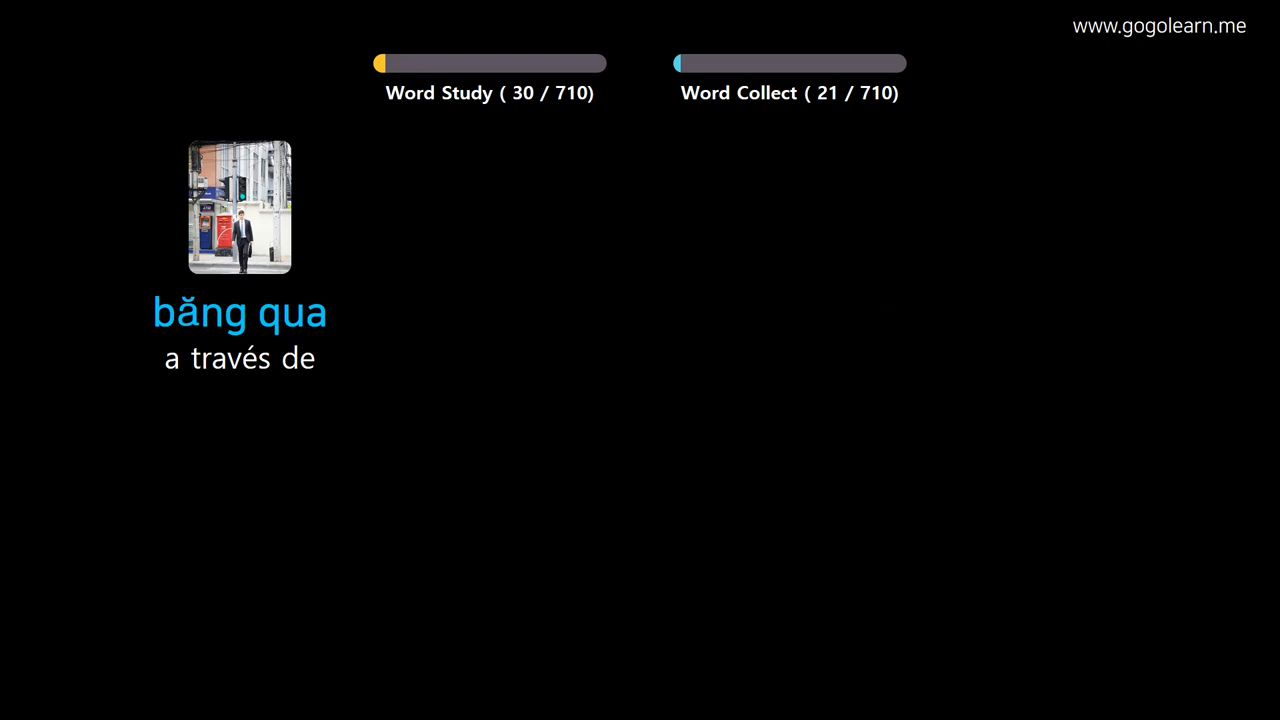 www.gogolearn.me
Word Study ( 30 / 710)
Word Collect ( 21 / 710)
băng qua
a través de